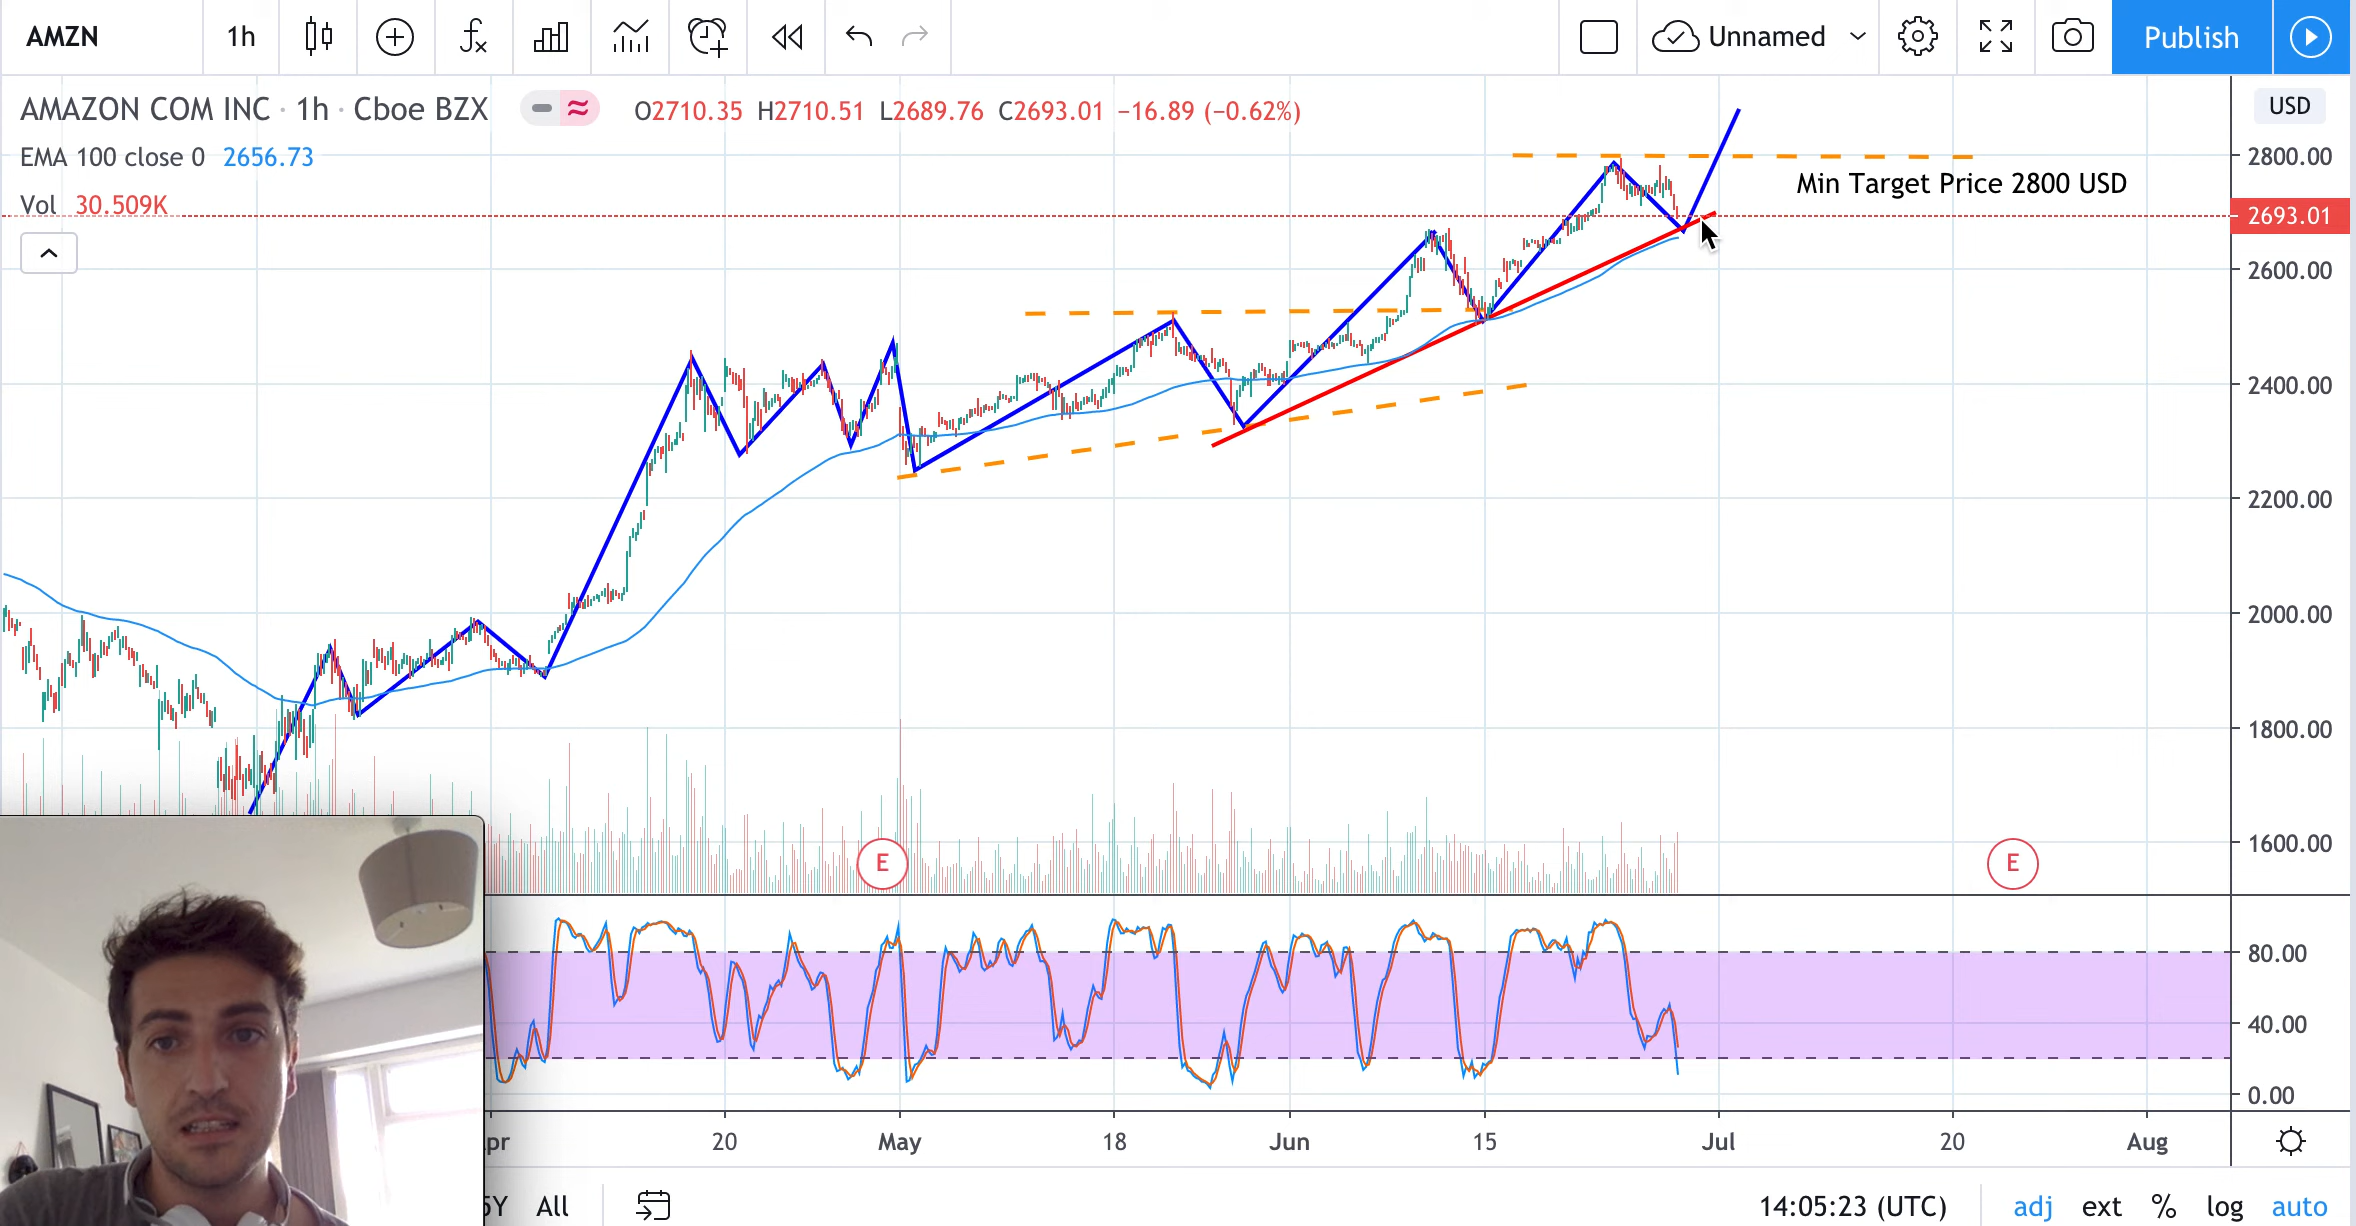 AMZN 1h fx Unnamed Publish
AMAZON COM INC · 1h · Cboe BZX O2710.35 H2710.51 L2689.76 C2693.01 −16.89 (−0.62%) USD
EMA 100 close 0 2656.73
2800.00
Min Target Price 2800 USD
Vol 30.509K
2693.01
2600.00
2400.00
2200.00
2000.00
1800.00
1600.00
E E
80.00
40.00
0.00
pr 20 May 18 Jun 15 Jul 20 Aug
5Y All 14:05:23 (UTC) adj ext % log auto